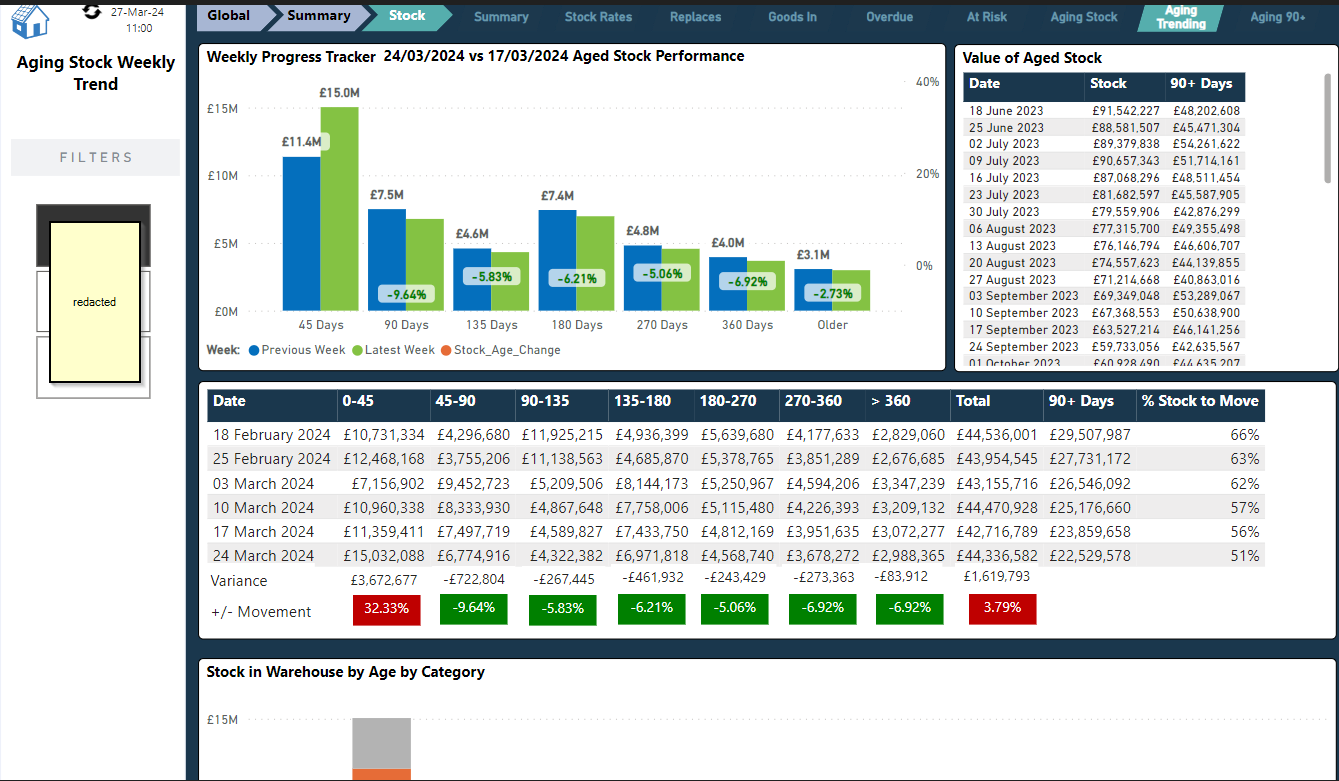 27-Mar-24
11:00
Aging Stock Weekly
Trend
FILTERS
redacted
Global Summary Stock Summary Stock Rates Replaces Goods In Overdue At Risk Aging Stock Aging Trending Aging 90+
Weekly Progress Tracker 24/03/2024 vs 17/03/2024 Aged Stock Performance
40%
£15.0M
£15M
£11.4M
£10M
20%
£7.5M
£7.4M
£5M
£4.6M
£4.8M
£4.0M
£3.1M
0%
-9.64%
-5.83%
-6.21%
-5.06%
-6.92%
-2.73%
£0M
45 Days 90 Days 135 Days 180 Days 270 Days 360 Days Older
Week: Previous Week Latest Week Stock_Age_Change
Value of Aged Stock
Date Stock 90+ Days
18 June 2023 £91,542,227 £48,202,608
25 June 2023 £88,581,507 £45,471,304
02 July 2023 £89,379,838 £54,261,622
09 July 2023 £90,657,343 £51,714,161
16 July 2023 £87,068,296 £48,511,454
23 July 2023 £81,682,597 £45,587,905
30 July 2023 £79,559,906 £42,876,299
06 August 2023 £77,315,700 £49,355,498
13 August 2023 £76,146,794 £46,606,707
20 August 2023 £74,557,623 £44,139,855
27 August 2023 £71,214,668 £40,863,016
03 September 2023 £69,349,048 £53,289,067
10 September 2023 £67,368,553 £50,638,900
17 September 2023 £63,527,214 £46,141,256
24 September 2023 £59,733,056 £42,635,567
01 October 2023 £60,928,490 £44,635,207
Date 0-45 45-90 90-135 135-180 180-270 270-360 > 360 Total 90+ Days % Stock to Move
18 February 2024 £10,731,334 £4,296,680 £11,925,215 £4,936,399 £5,639,680 £4,177,633 £2,829,060 £44,536,001 £29,507,987 66%
25 February 2024 £12,468,168 £3,755,206 £11,138,563 £4,685,870 £5,378,765 £3,851,289 £2,676,685 £43,954,545 £27,731,172 63%
03 March 2024 £7,156,902 £9,452,723 £5,209,506 £8,144,173 £5,250,967 £4,594,206 £3,347,239 £43,155,716 £26,546,092 62%
10 March 2024 £10,960,338 £8,333,930 £4,867,648 £7,758,006 £5,115,480 £4,226,393 £3,209,132 £44,470,928 £25,176,660 57%
17 March 2024 £11,359,411 £7,497,719 £4,589,827 £7,433,750 £4,812,169 £3,951,635 £3,072,277 £42,716,789 £23,859,658 56%
24 March 2024 £15,032,088 £6,774,916 £4,322,382 £6,971,818 £4,568,740 £3,678,272 £2,988,365 £44,336,582 £22,529,578 51%
Variance £3,672,677 -£722,804 -£267,445 -£461,932 -£243,429 -£273,363 -£83,912 £1,619,793
+/- Movement 32.33% -9.64% -5.83% -6.21% -5.06% -6.92% -6.92% 3.79%
Stock in Warehouse by Age by Category
£15M